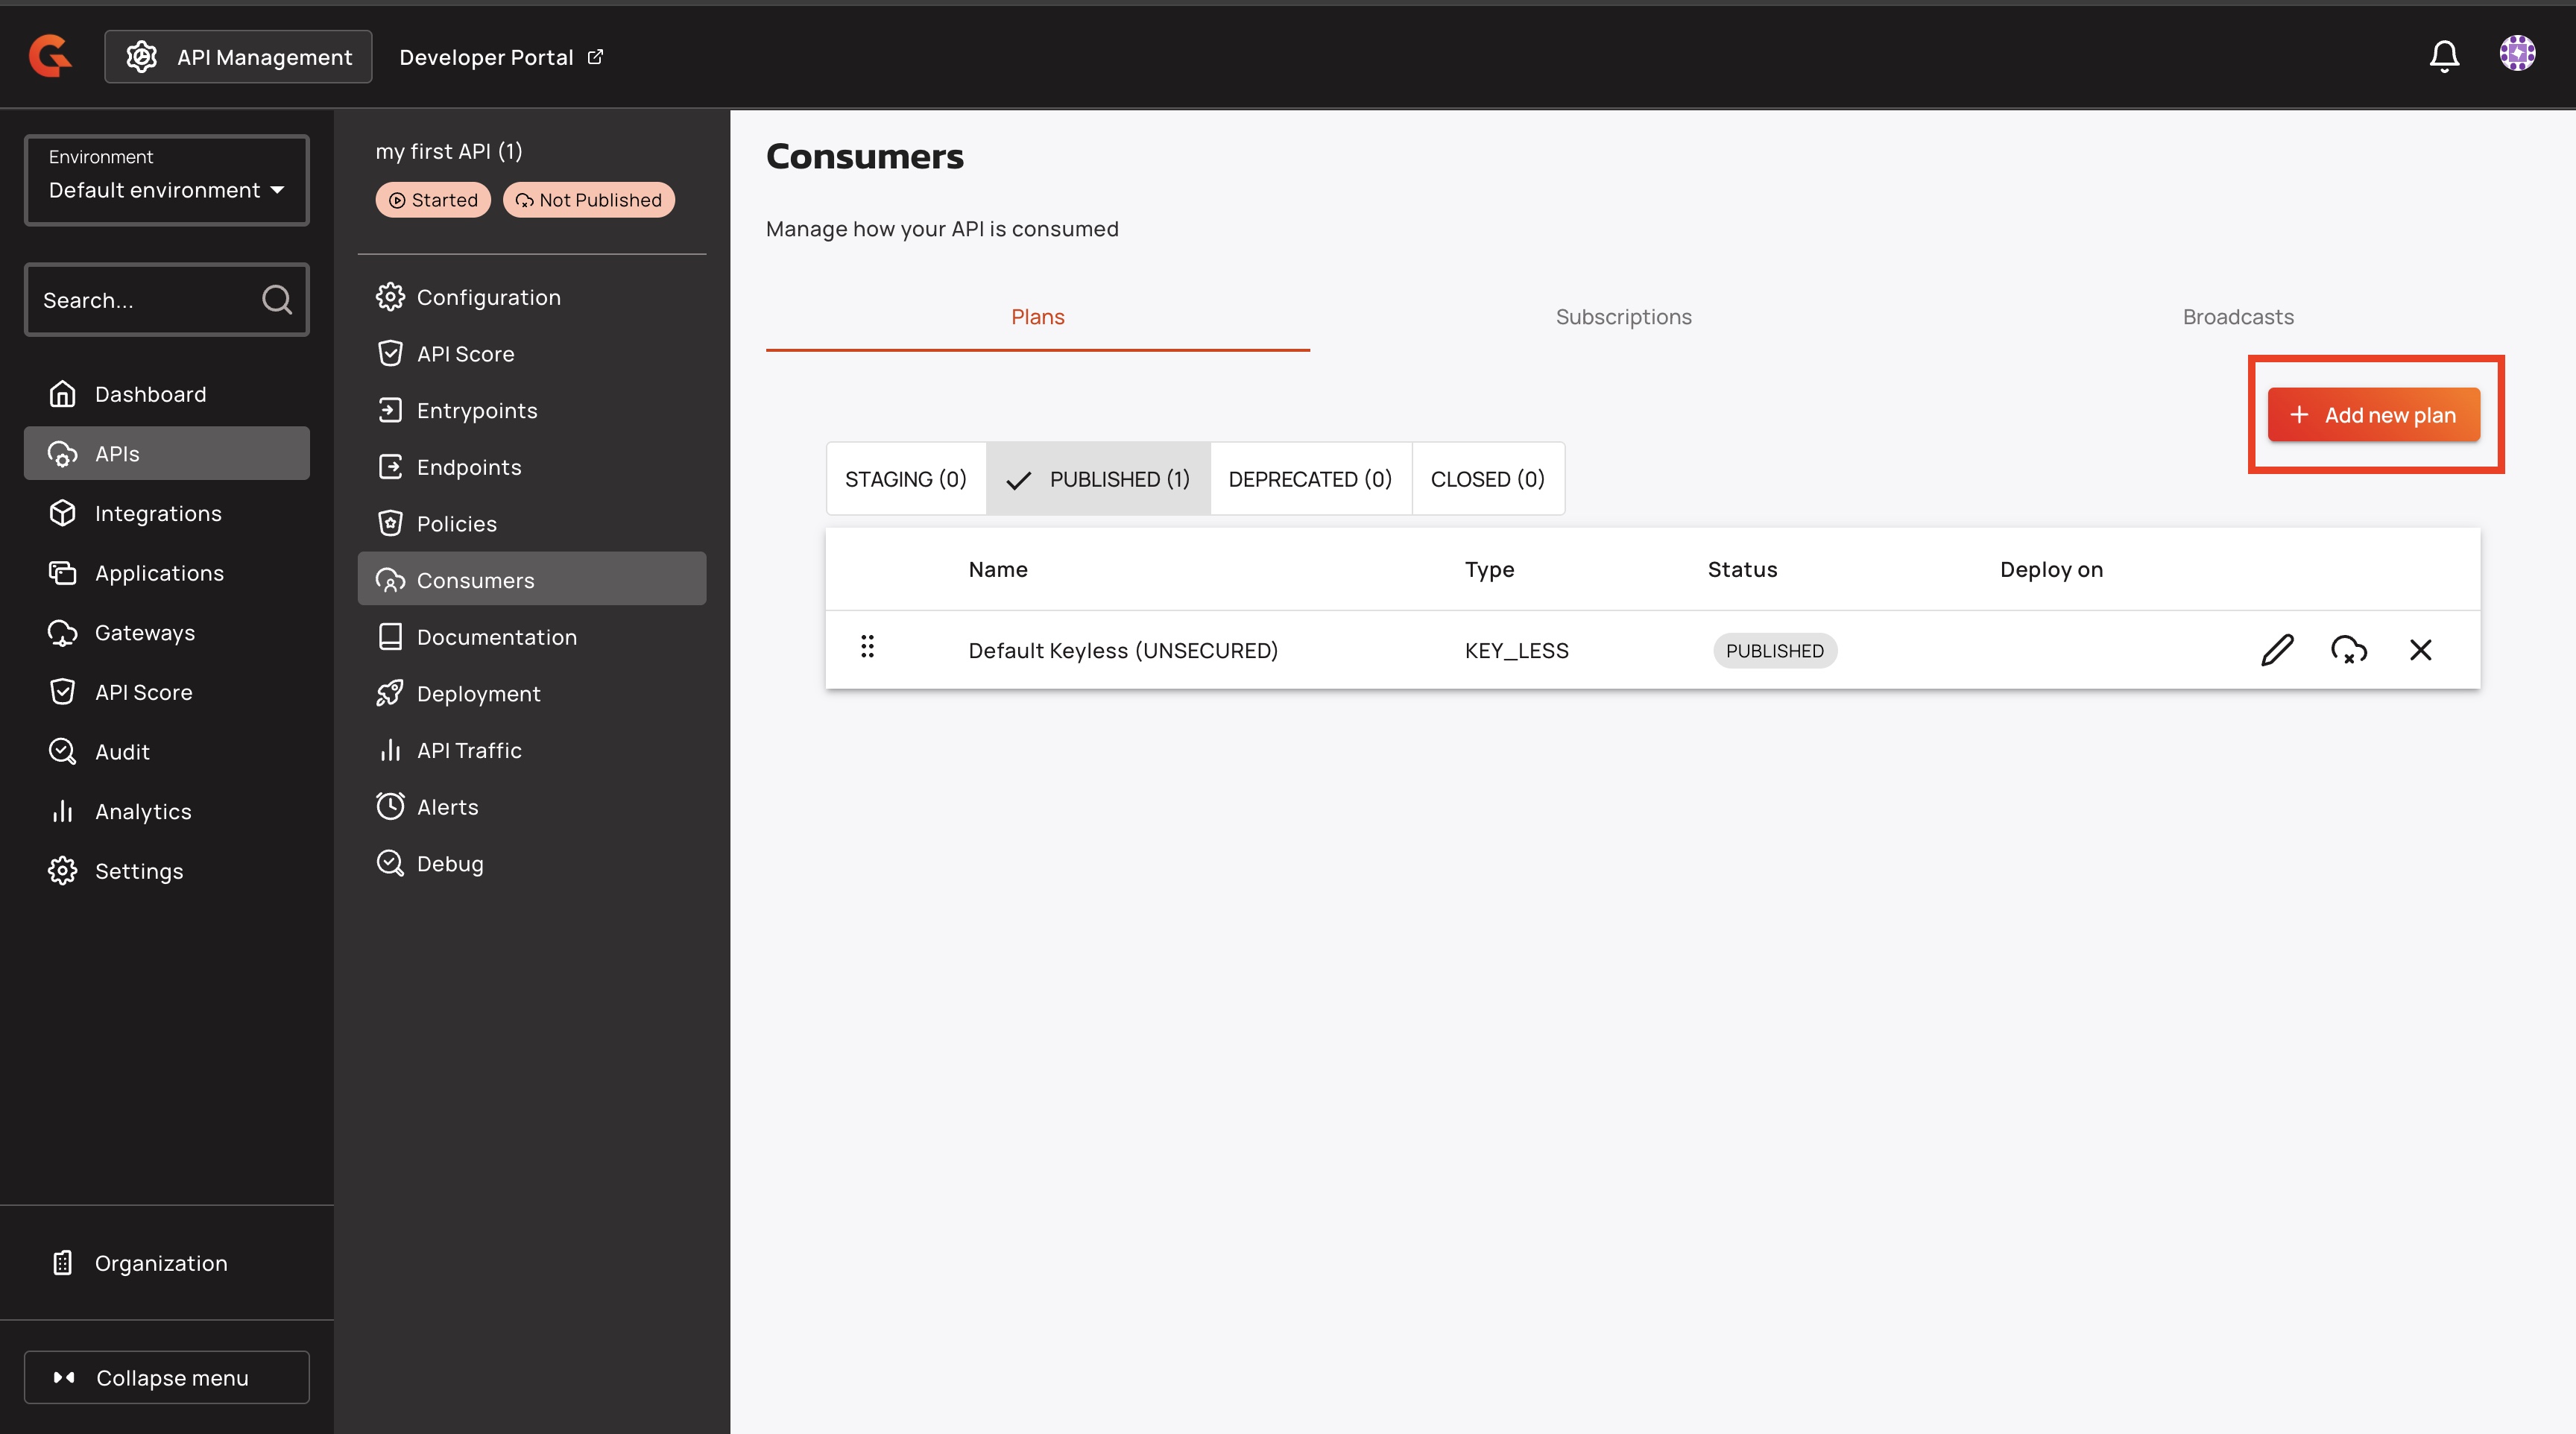 API Management
Developer Portal
Environment
Default environment
Search...
Dashboard
APIs
Integrations
Applications
Gateways
API Score
Audit
Analytics
Settings
Organization
Collapse menu
my first API (1)
Started
Not Published
Configuration
API Score
Entrypoints
Endpoints
Policies
Consumers
Documentation
Deployment
API Traffic
Alerts
Debug
Consumers
Manage how your API is consumed
Plans
Subscriptions
Broadcasts
Add new plan
STAGING (0)
PUBLISHED (1)
DEPRECATED (0)
CLOSED (0)
Name
Type
Status
Deploy on
Default Keyless (UNSECURED)
KEY_LESS
PUBLISHED